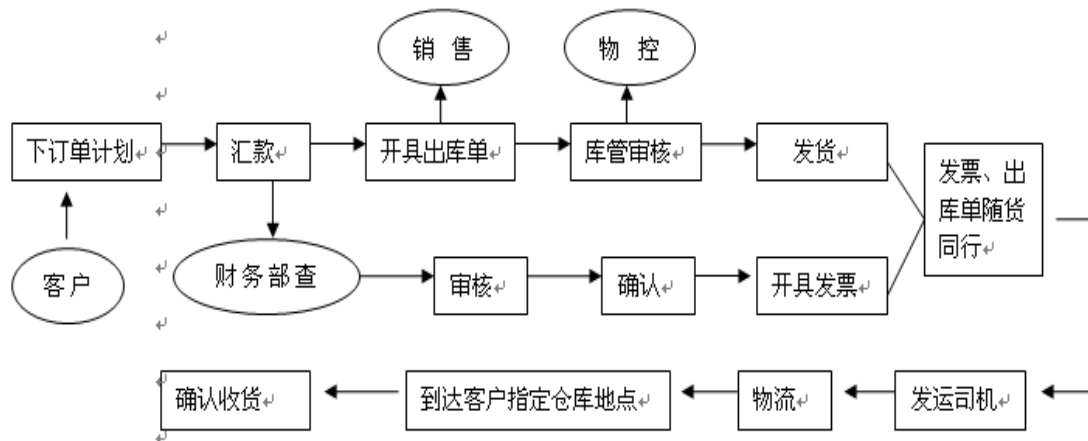 销售
物控
下订单计划
汇款
开具出库单
库管审核
发货
发票、出
库单随货
同行
客户
财务部查
审核
确认
开具发票
确认收货
到达客户指定仓库地点
物流
发运司机